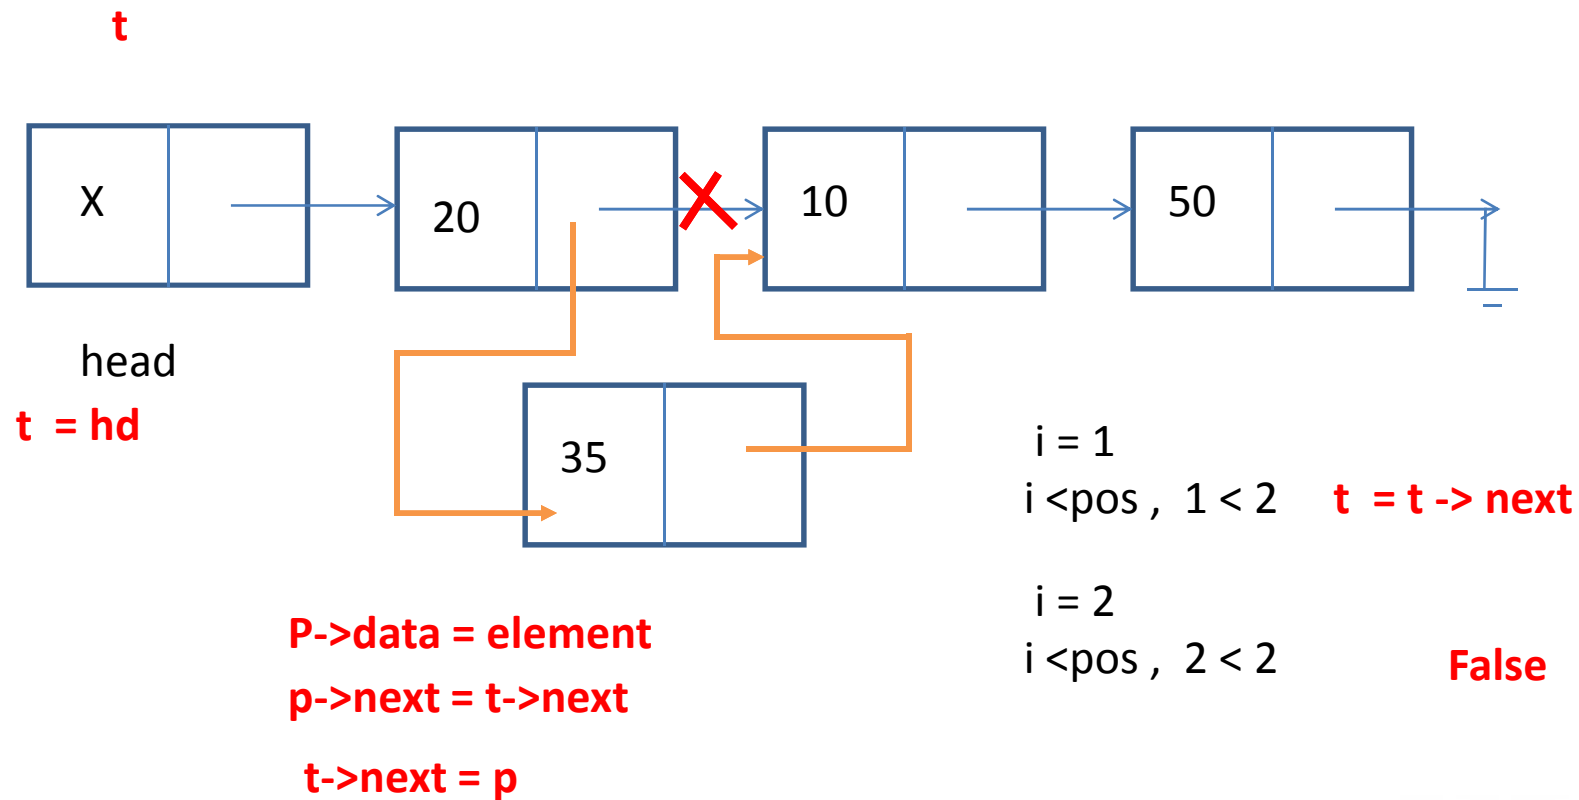 t
X
20
10
50
head
t = hd
35
i = 1
i <pos , 1 < 2 t = t -> next
i = 2
i <pos , 2 < 2 False
P->data = element
p->next = t->next
t->next = p